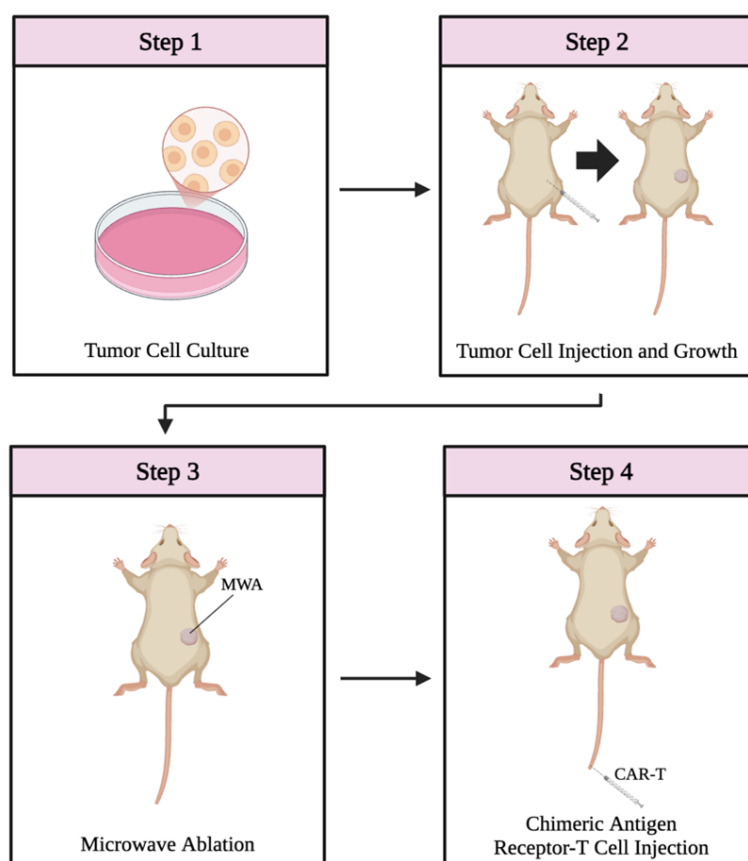 Step 1
Tumor Cell Culture
Step 2
Tumor Cell Injection and Growth
Step 3
MWA
Microwave Ablation
Step 4
CAR-T
Chimeric Antigen
Receptor-T Cell Injection